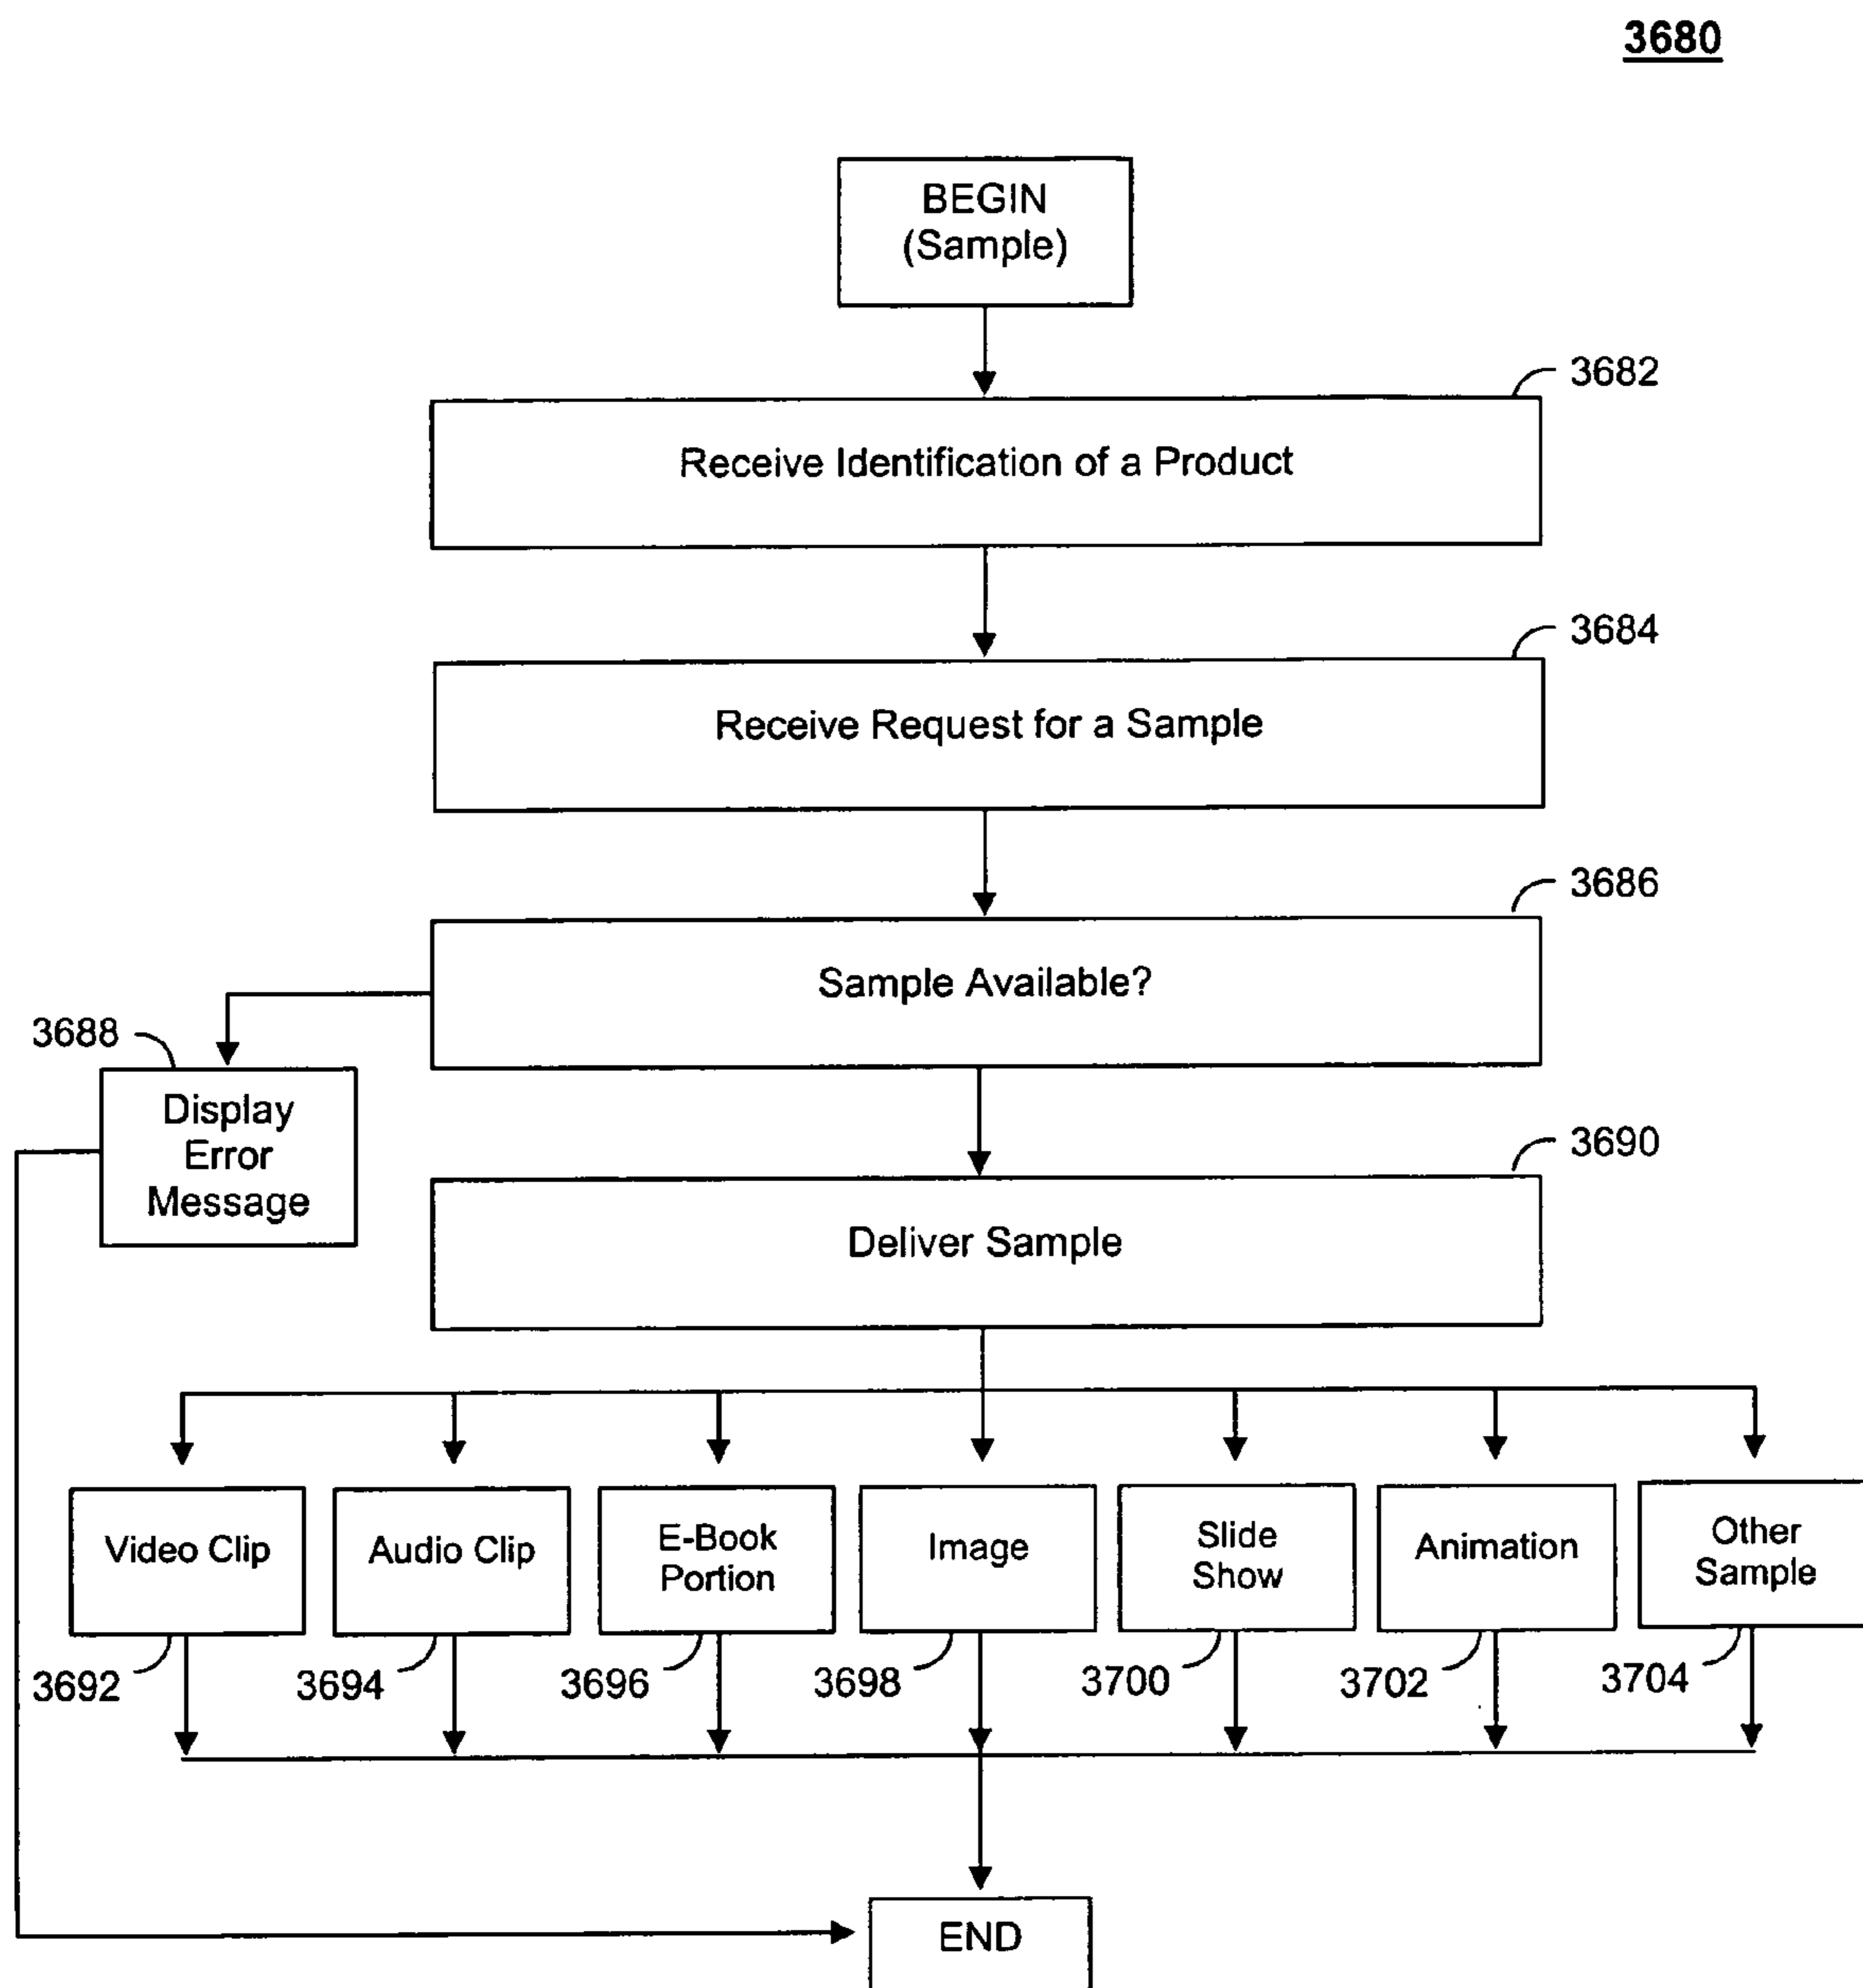 3680
BEGIN
(Sample)
3682
Receive Identification of a Product
3684
Receive Request for a Sample
3686
Sample Available?
3688
Display
Error
Message
3690
Deliver Sample
Video Clip
Audio Clip
E-Book
Portion
Image
Slide
Show
Animation
Other
Sample
3692
3694
3696
3698
3700
3702
3704
END